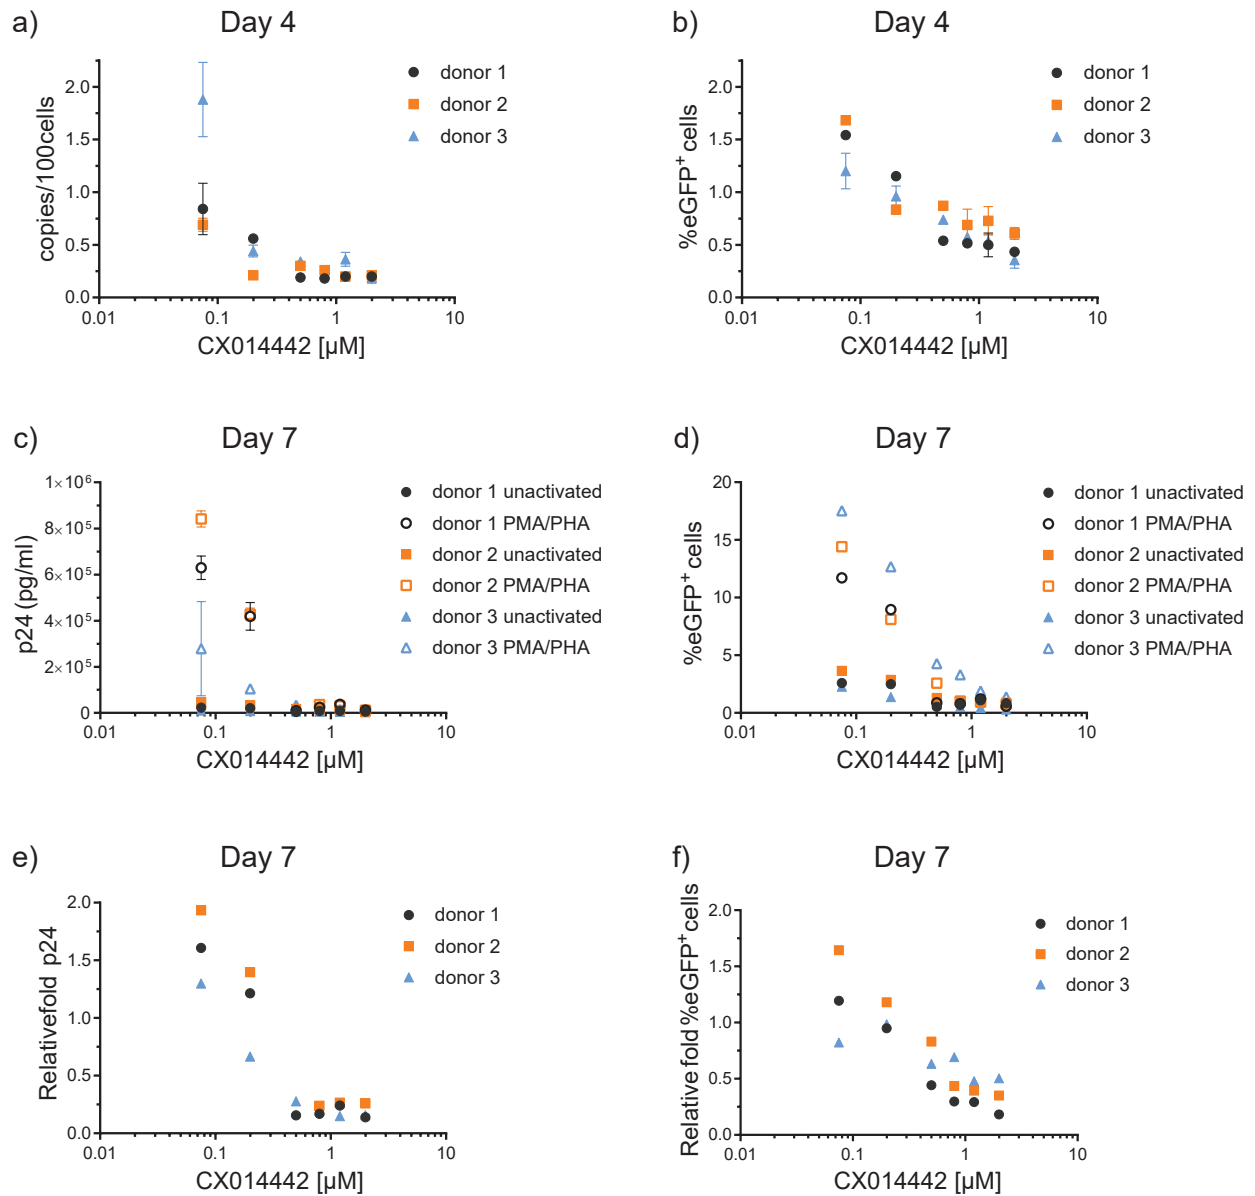 a) Day 4
copies/100cells
2.0
1.5
1.0
0.5
0.0
0.01 0.1 1 10
CX014442 [µM]
donor 1
donor 2
donor 3
b) Day 4
%eGFP+ cells
2.0
1.5
1.0
0.5
0.0
0.01 0.1 1 10
CX014442 [µM]
donor 1
donor 2
donor 3
c) Day 7
p24 (pg/ml)
1×10⁶
8×10⁵
6×10⁵
4×10⁵
2×10⁵
0
0.01 0.1 1 10
CX014442 [µM]
donor 1 unactivated
donor 1 PMA/PHA
donor 2 unactivated
donor 2 PMA/PHA
donor 3 unactivated
donor 3 PMA/PHA
d) Day 7
%eGFP+ cells
20
15
10
5
0
0.01 0.1 1 10
CX014442 [µM]
donor 1 unactivated
donor 1 PMA/PHA
donor 2 unactivated
donor 2 PMA/PHA
donor 3 unactivated
donor 3 PMA/PHA
e) Day 7
Relativefold p24
2.0
1.5
1.0
0.5
0.0
0.01 0.1 1 10
CX014442 [µM]
donor 1
donor 2
donor 3
f) Day 7
Relative fold %eGFP+ cells
2.0
1.5
1.0
0.5
0.0
0.01 0.1 1 10
CX014442 [µM]
donor 1
donor 2
donor 3